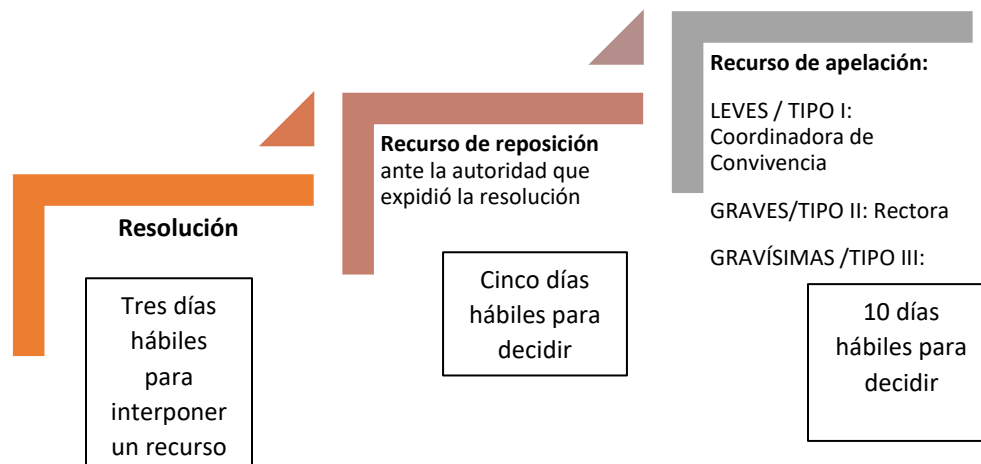 Resolución
Tres días
hábiles
para
interponer
un recurso
Recurso de reposición
ante la autoridad que
expidió la resolución
Cinco días
hábiles para
decidir
Recurso de apelación:
LEVES / TIPO I:
Coordinadora de
Convivencia
GRAVES/TIPO II: Rectora
GRAVÍSIMAS /TIPO III:
10 días
hábiles para
decidir